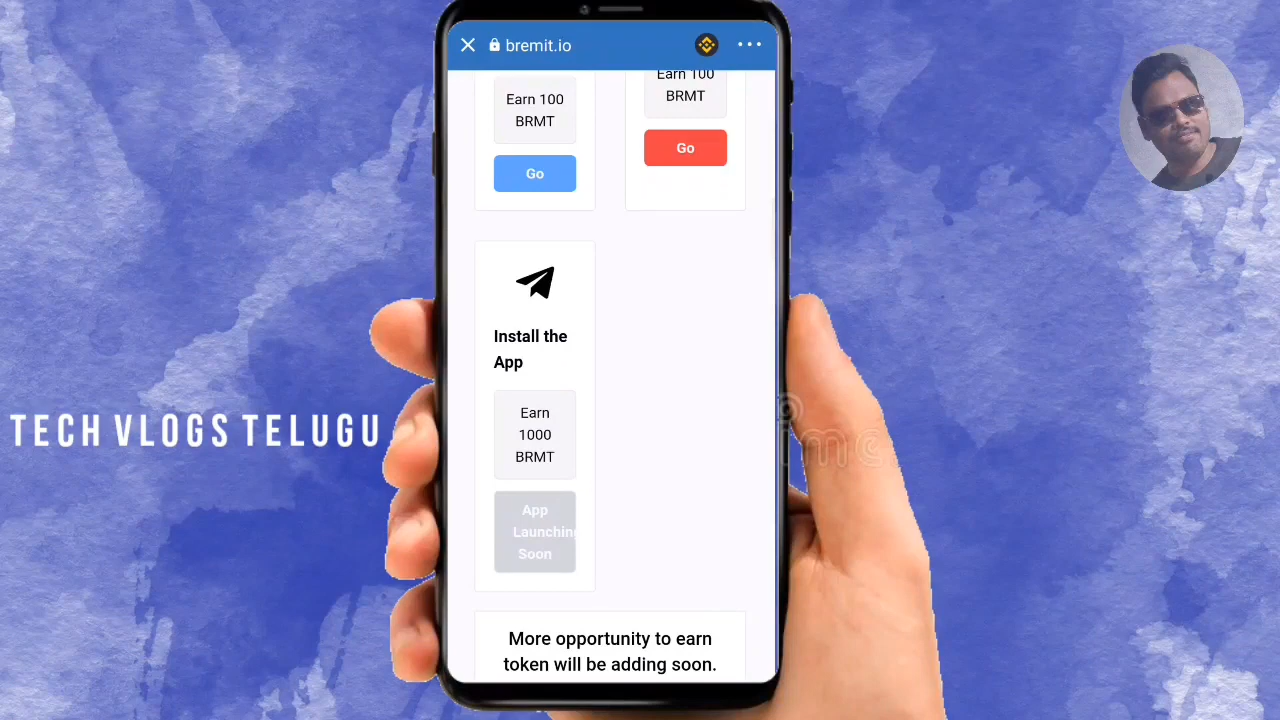 bremit.io
Earn 100
BRMT
Go
Earn 100
BRMT
Go
Install the
App
Earn
1000
BRMT
App
Launching
Soon
More opportunity to earn
token will be adding soon.
TECH VLOGS TELUGU